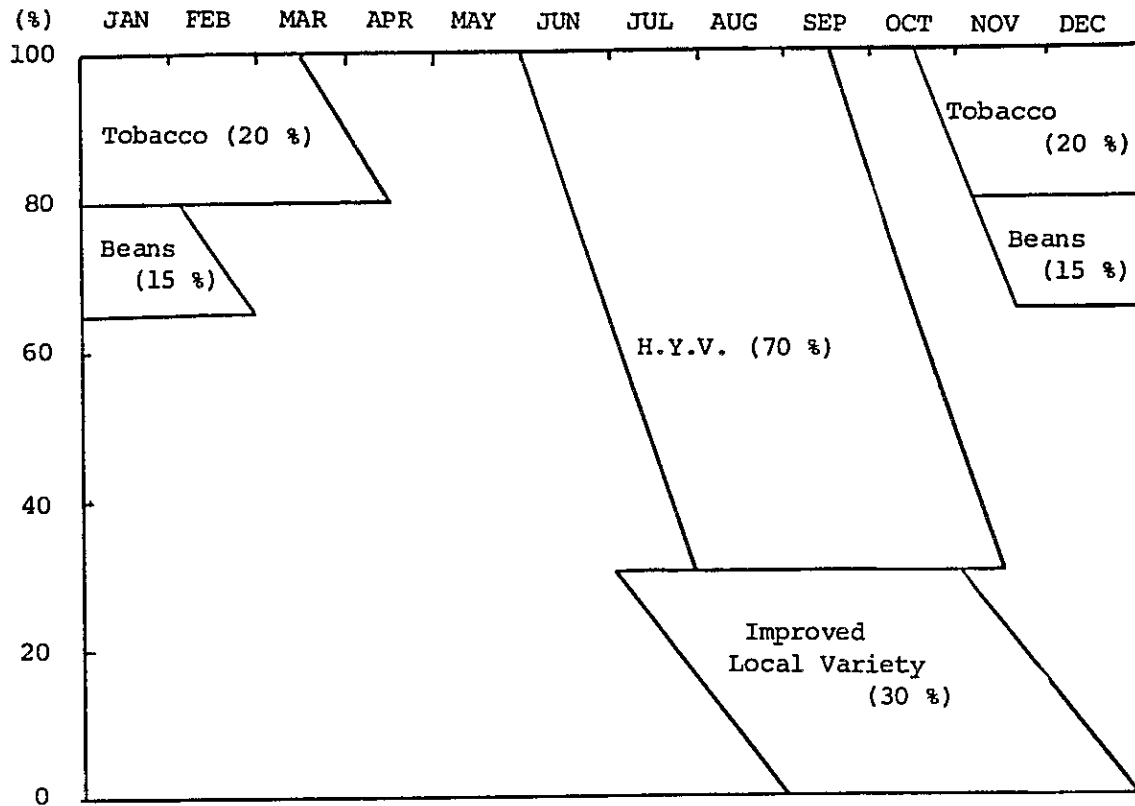 (%) JAN FEB MAR APR MAY JUN JUL AUG SEP OCT NOV DEC
100
Tobacco (20 %)
Tobacco
(20 %)
80
Beans
(15 %)
Beans
(15 %)
60
H.Y.V. (70 %)
40
20
Improved
Local Variety
(30 %)
0